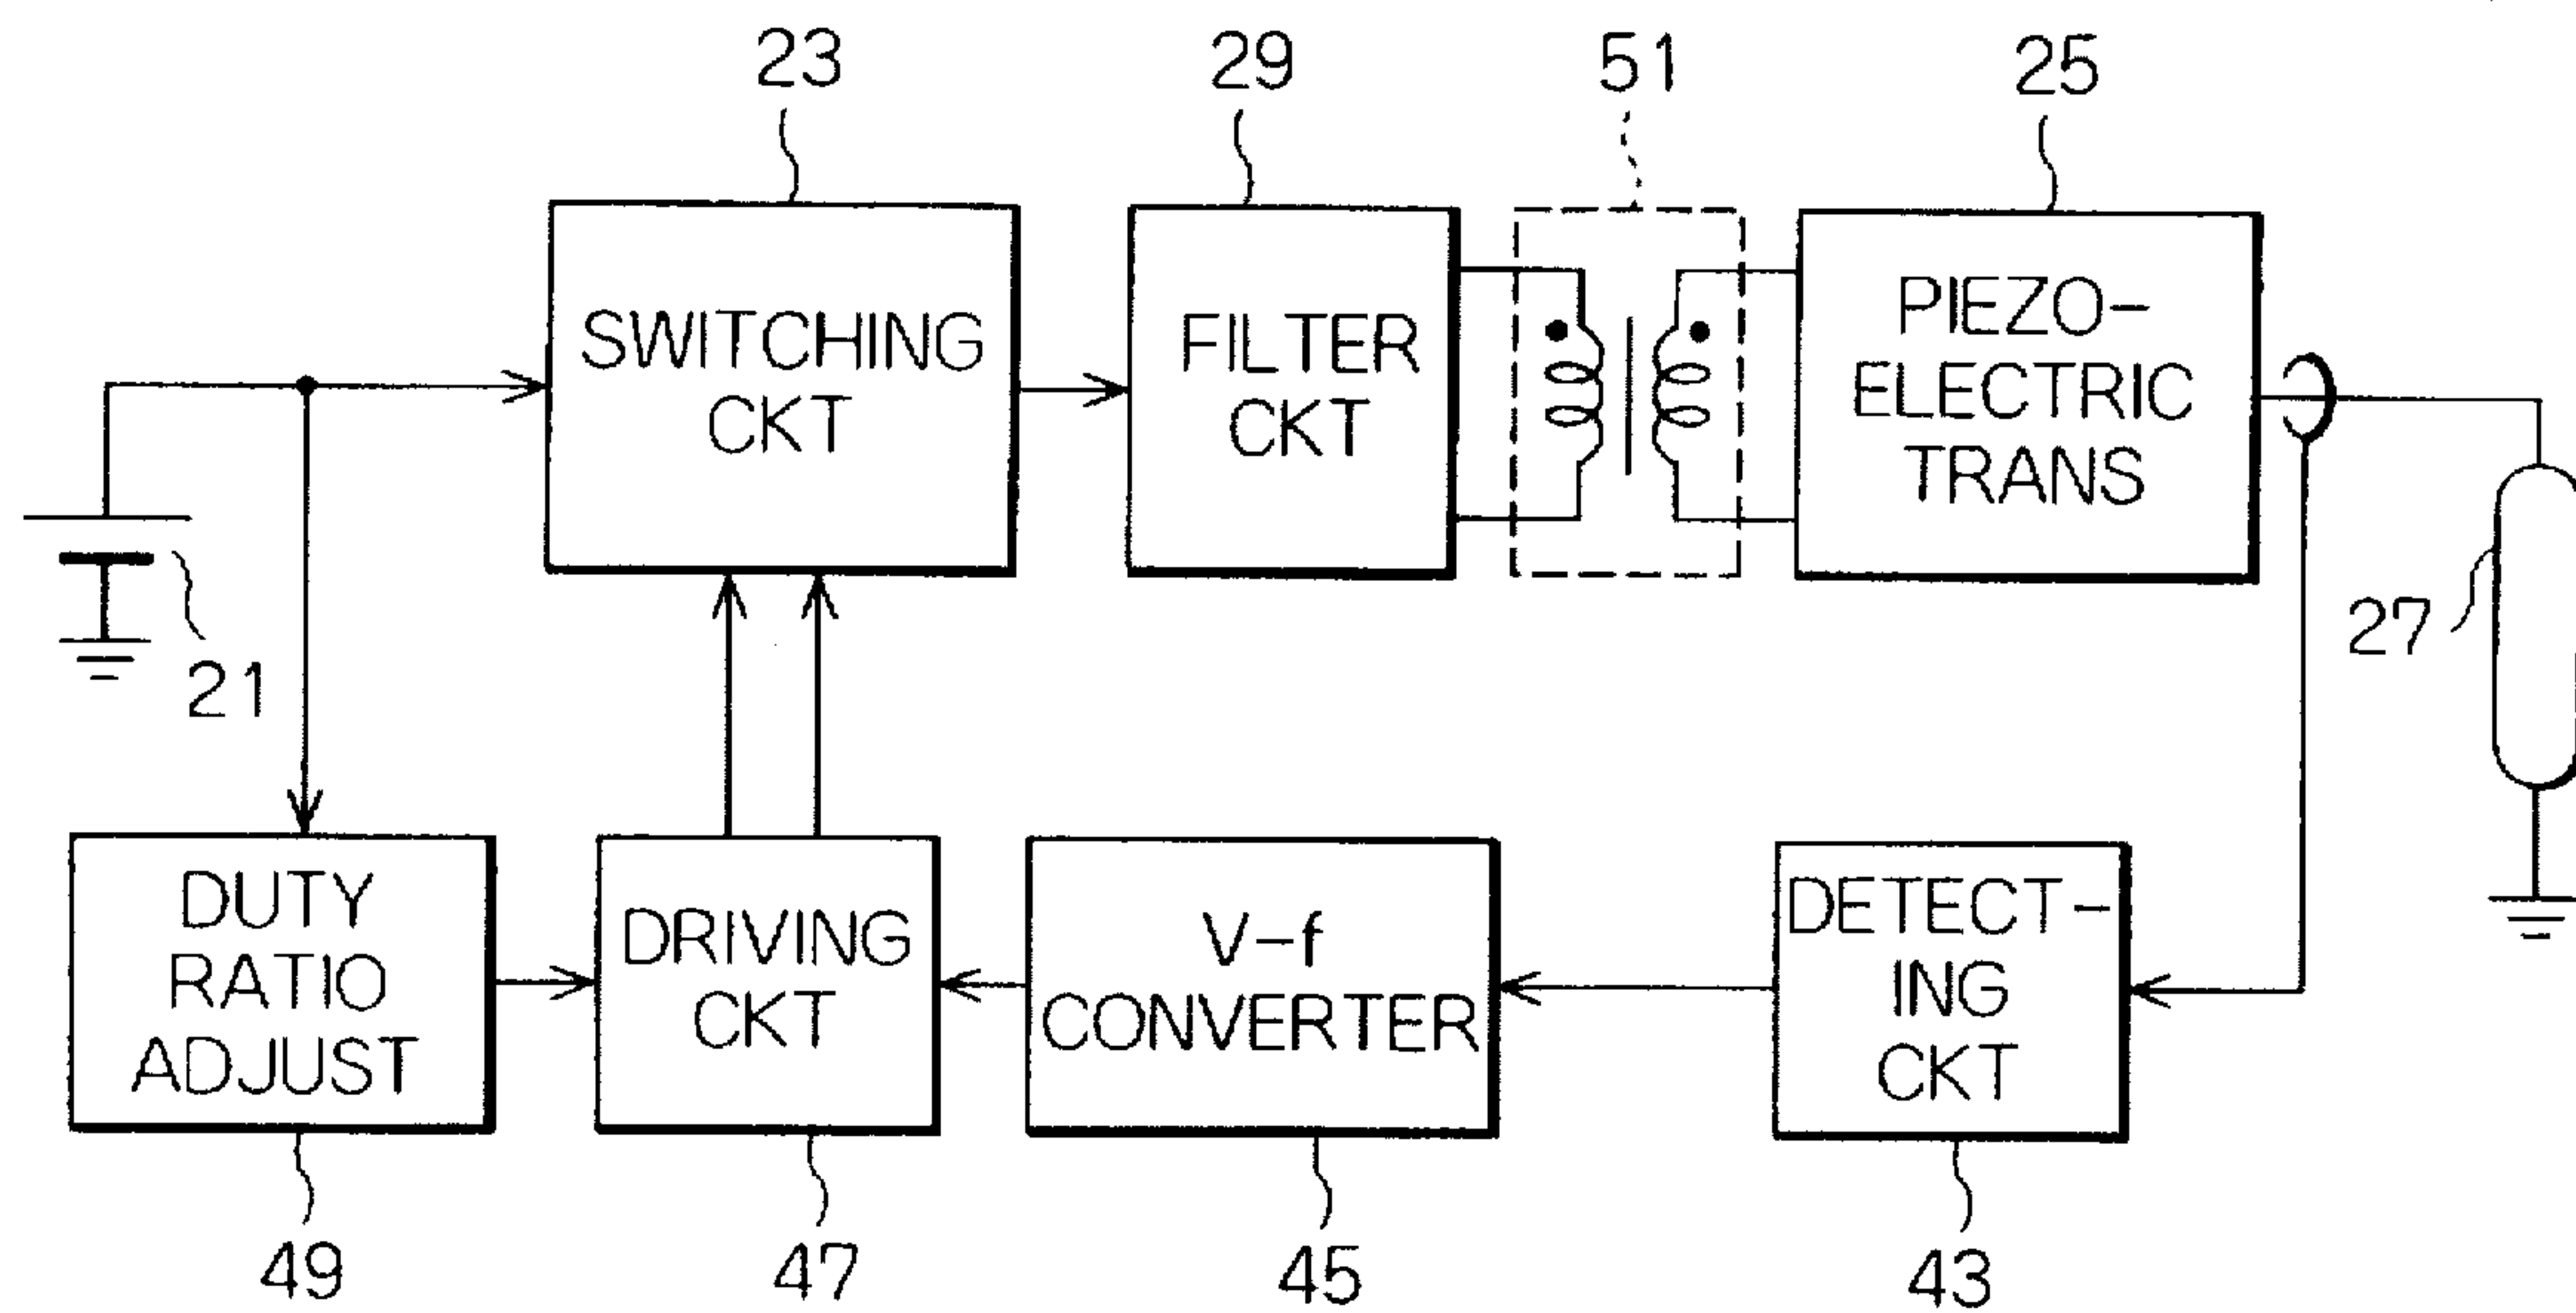 23
29
51
25
SWITCHING
CKT
FILTER
CKT
PIEZO-
ELECTRIC
TRANS
21
27
DUTY
RATIO
ADJUST
DRIVING
CKT
V-f
CONVERTER
DETECT-
ING
CKT
49
47
45
43